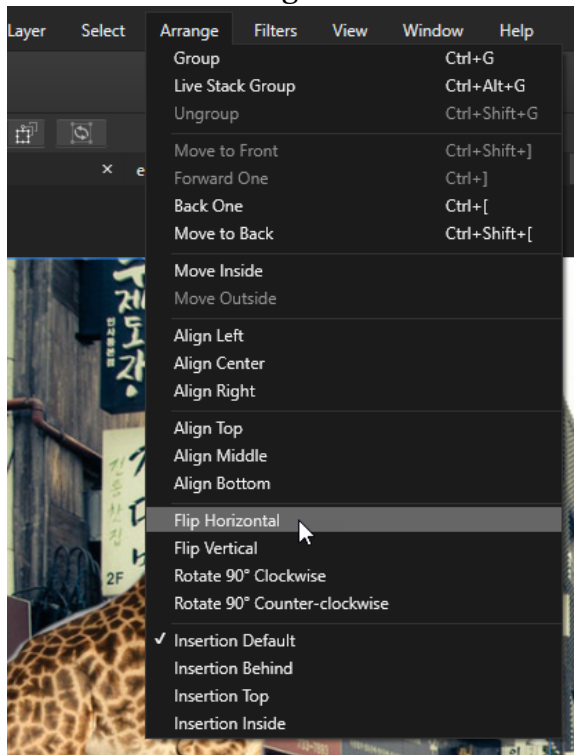 Layer Select Arrange Filters View Window Help
Group Ctrl+G
Live Stack Group Ctrl+Alt+G
Ungroup Ctrl+Shift+G
Move to Front Ctrl+Shift+]
Forward One Ctrl+]
Back One Ctrl+[
Move to Back Ctrl+Shift+[
Move Inside
Move Outside
Align Left
Align Center
Align Right
Align Top
Align Middle
Align Bottom
Flip Horizontal
Flip Vertical
Rotate 90° Clockwise
Rotate 90° Counter-clockwise
✓ Insertion Default
Insertion Behind
Insertion Top
Insertion Inside
× e
제도장
2F